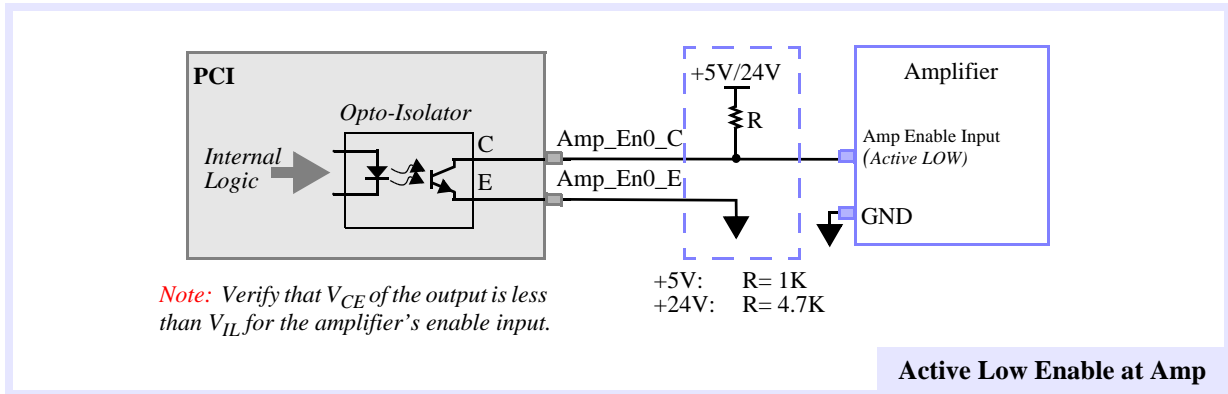 PCI
Opto-Isolator
Internal
Logic
C
E
Amp_En0_C
Amp_En0_E
+5V/24V
R
Amplifier
Amp Enable Input
(Active LOW)
GND
+5V: R= 1K
+24V: R= 4.7K
Note: Verify that VCE of the output is less
than VIL for the amplifier’s enable input.
Active Low Enable at Amp